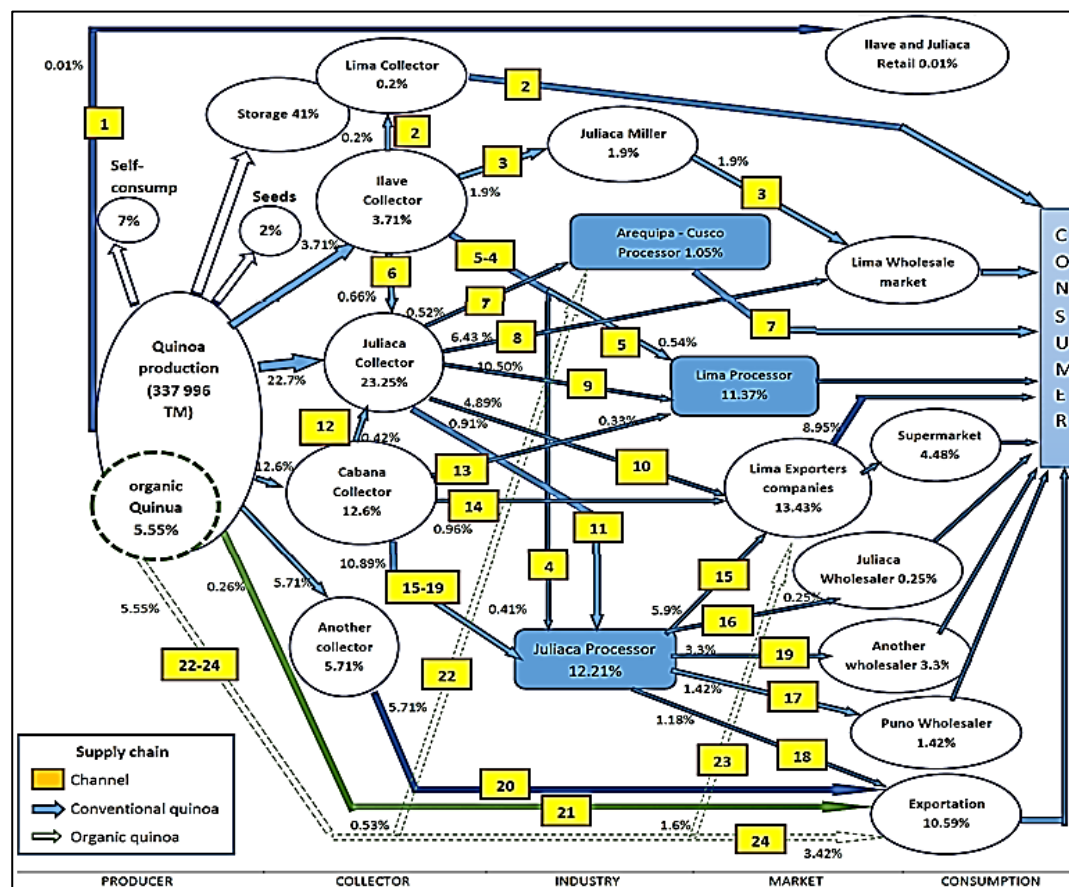 0.01%
Ilave and Juliaca
Retail 0.01%
Lima Collector
0.2%
2
1
Storage 41%
0.2%
2
Juliaca Miller
1.9%
1.9%
3
3
1.9%
Self-
consump
7%
Seeds
2%
Ilave
Collector
3.71%
3.71%
Arequipa - Cusco
Processor 1.05%
Lima Wholesale
market
CONSUMER
5-4
6
0.66%
0.52%
7
7
6.43 %
8
5
0.54%
Quinoa
production
(337 996
TM)
22.7%
Juliaca
Collector
23.25%
10.50%
9
Lima Processor
11.37%
4.89%
0.91%
0.33%
8.95%
Supermarket
4.48%
12
0.42%
12.6%
Cabana
Collector
12.6%
13
10
14
0.96%
Lima Exporters
companies
13.43%
organic
Quinua
5.55%
11
10.89%
15-19
4
15
Juliaca
Wholesaler 0.25%
0.25%
16
5.55%
0.26%
5.71%
0.41%
5.9%
Another
collector
5.71%
Juliaca Processor
12.21%
3.3%
19
Another
wholesaler 3.3%
22-24
22
1.42%
17
5.71%
1.18%
Puno Wholesaler
1.42%
18
23
20
21
Exportation
10.59%
0.53%
1.6%
24
3.42%
Supply chain
Channel
Conventional quinoa
Organic quinoa
PRODUCER
COLLECTOR
INDUSTRY
MARKET
CONSUMPTION